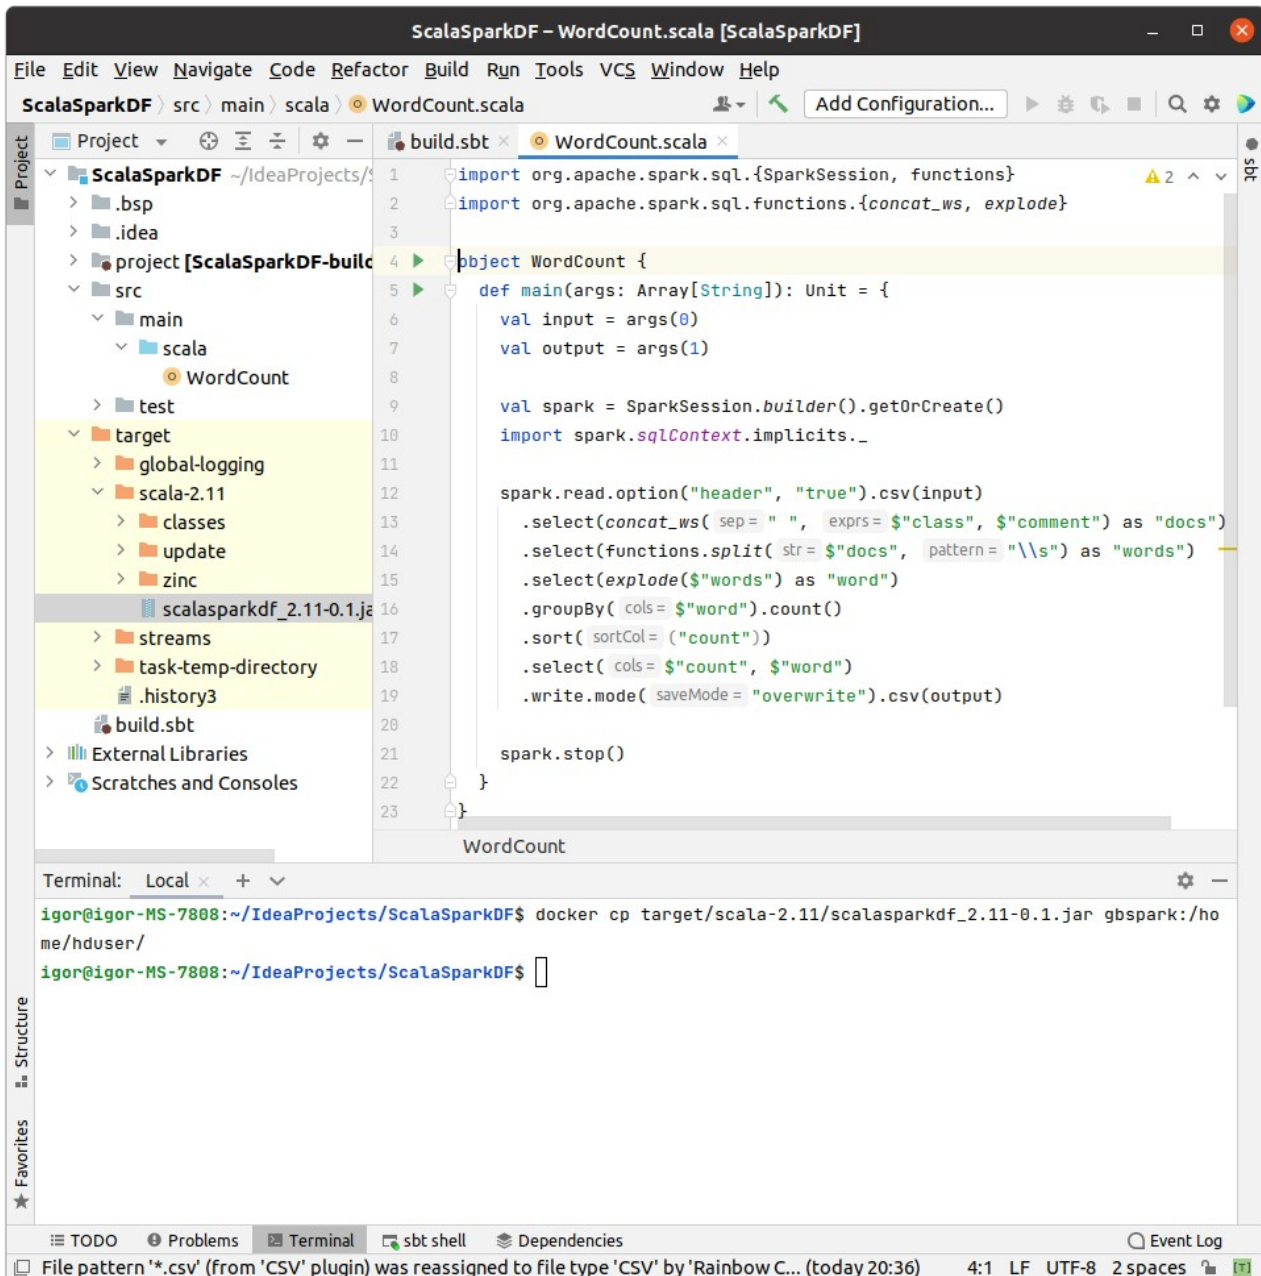 ScalaSparkDF – WordCount.scala [ScalaSparkDF]
File Edit View Navigate Code Refactor Build Run Tools VCS Window Help
ScalaSparkDF src main scala WordCount.scala Add Configuration...
Project
Project
build.sbt
WordCount.scala
sbt
ScalaSparkDF ~/IdeaProjects/
.bsp
.idea
project [ScalaSparkDF-build
src
main
scala
WordCount
test
target
global-logging
scala-2.11
classes
update
zinc
scalasparkdf_2.11-0.1.ja
streams
task-temp-directory
.history3
build.sbt
External Libraries
Scratches and Consoles
2
1 import org.apache.spark.sql.{SparkSession, functions}
2 import org.apache.spark.sql.functions.{concat_ws, explode}
3
4 object WordCount {
5 def main(args: Array[String]): Unit = {
6 val input = args(0)
7 val output = args(1)
8
9 val spark = SparkSession.builder().getOrCreate()
10 import spark.sqlContext.implicits._
11
12 spark.read.option("header", "true").csv(input)
13 .select(concat_ws( sep = " ", exprs = $"class", $"comment") as "docs")
14 .select(functions.split( str = $"docs", pattern = "\\s") as "words")
15 .select(explode($"words") as "word")
16 .groupBy( cols = $"word").count()
17 .sort( sortCol = ("count"))
18 .select( cols = $"count", $"word")
19 .write.mode( saveMode = "overwrite").csv(output)
20
21 spark.stop()
22 }
23 }
WordCount
Terminal: Local
igor@igor-MS-7808:~/IdeaProjects/ScalaSparkDF$ docker cp target/scala-2.11/scalasparkdf_2.11-0.1.jar gbspark:/ho
me/hduser/
igor@igor-MS-7808:~/IdeaProjects/ScalaSparkDF$
Structure
Favorites
TODO Problems Terminal sbt shell Dependencies Event Log
File pattern '*.csv' (from 'CSV' plugin) was reassigned to file type 'CSV' by 'Rainbow C... (today 20:36) 4:1 LF UTF-8 2 spaces [T]